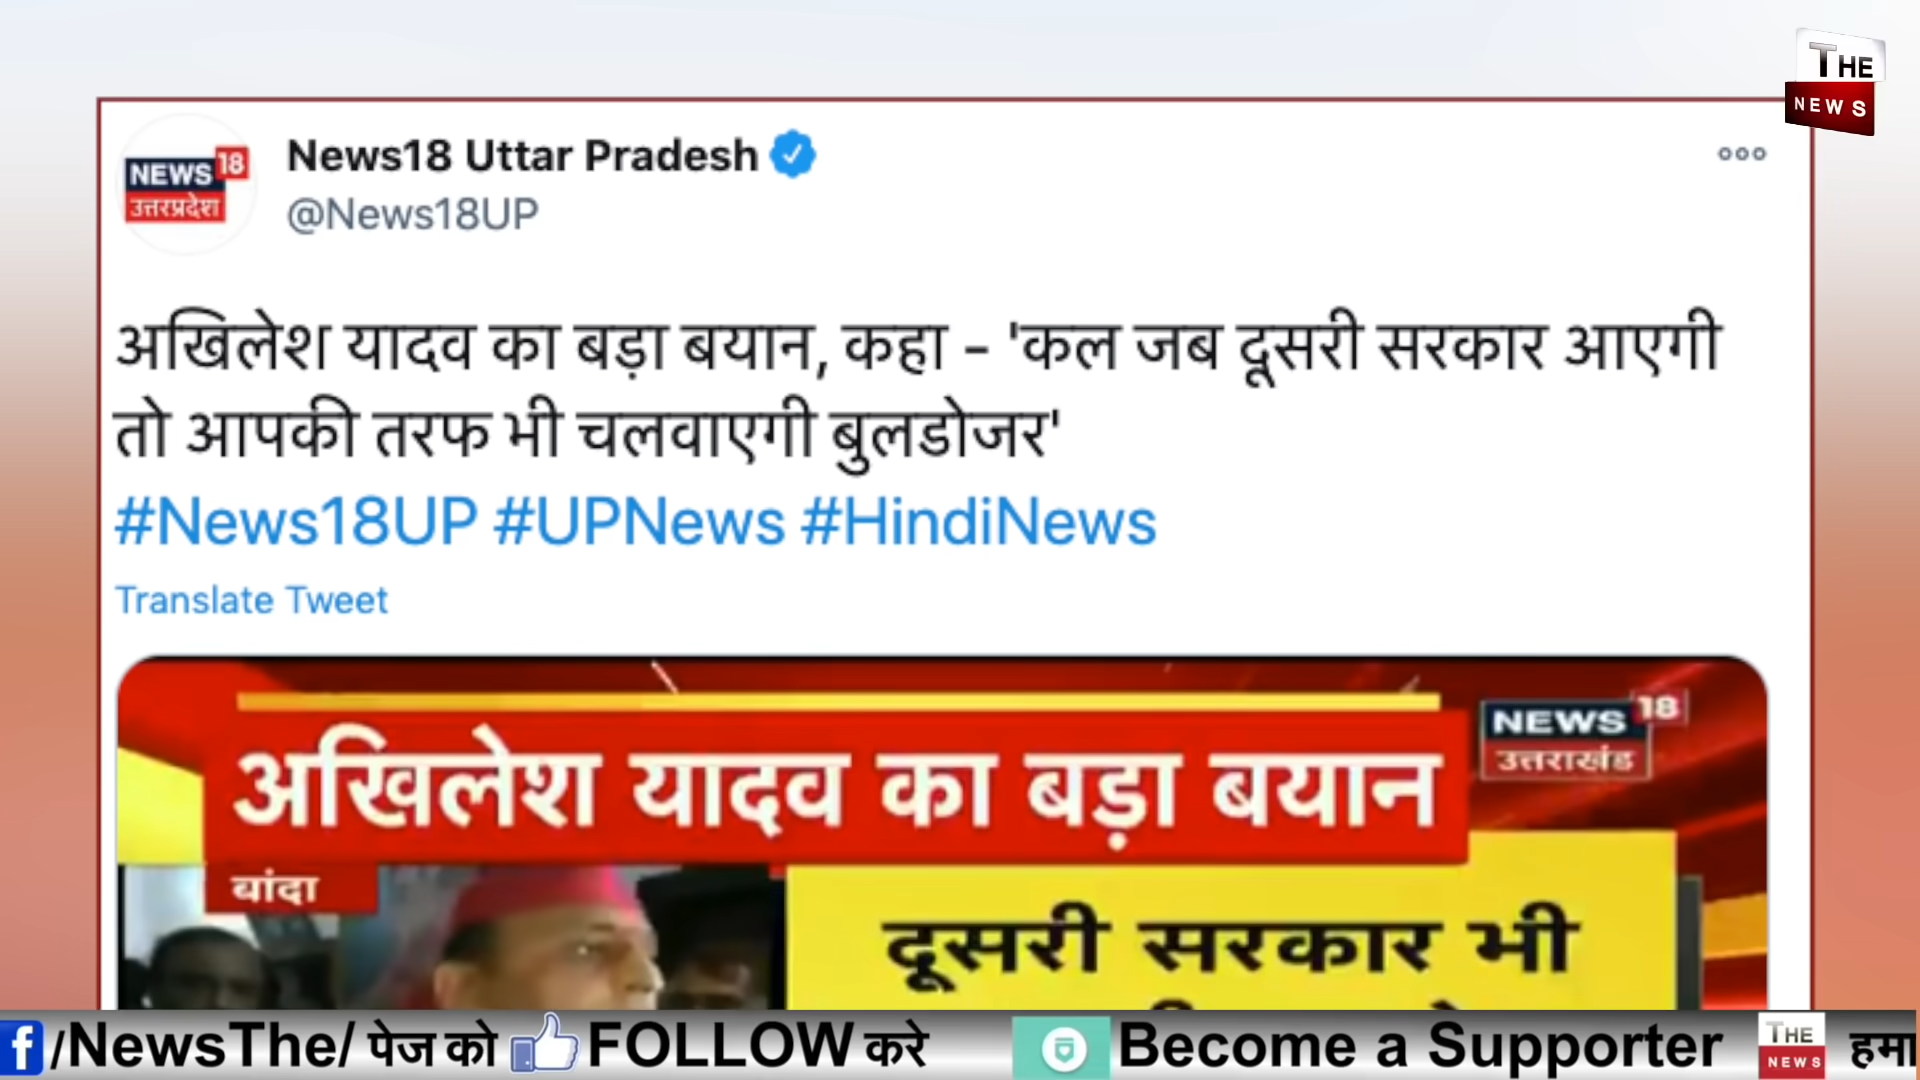 THE
NEWS
NEWS 18
उत्तरप्रदेश
News18 Uttar Pradesh
@News18UP
अखिलेश यादव का बड़ा बयान, कहा - 'कल जब दूसरी सरकार आएगी
तो आपकी तरफ भी चलवाएगी बुलडोजर'
#News18UP #UPNews #HindiNews
Translate Tweet
अखिलेश यादव का बड़ा बयान
NEWS 18
उत्तराखंड
बांदा
दूसरी सरकार भी
/NewsThe/ पेज को FOLLOW करे Become a Supporter THE NEWS हमा